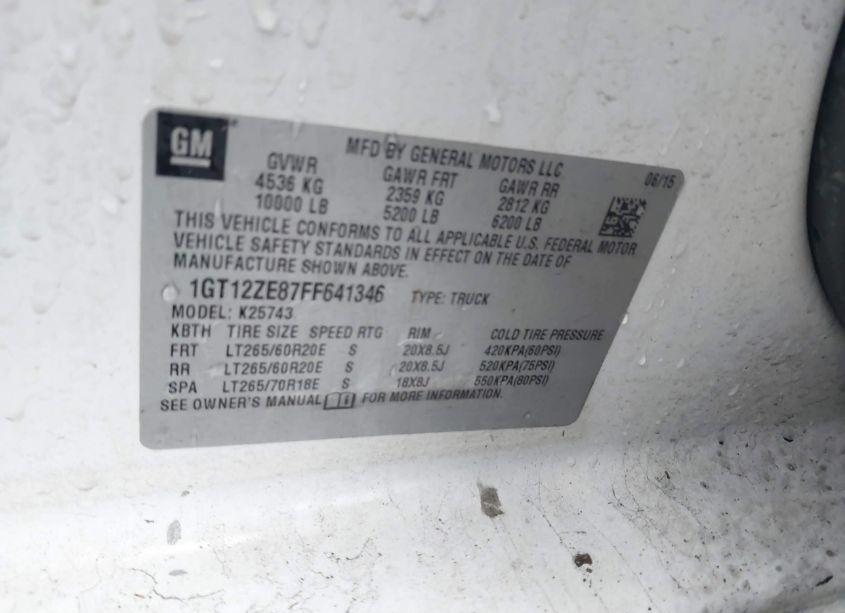 GM
MFD BY GENERAL MOTORS LLC
06/15
GVWR GAWR FRT GAWR RR
4536 KG 2359 KG 2812 KG
10000 LB 5200 LB 6200 LB
THIS VEHICLE CONFORMS TO ALL APPLICABLE U.S. FEDERAL MOTOR
VEHICLE SAFETY STANDARDS IN EFFECT ON THE DATE OF
MANUFACTURE SHOWN ABOVE.
1GT12ZE87FF641346 TYPE: TRUCK
MODEL: K25743
KBTH TIRE SIZE SPEED RTG RIM COLD TIRE PRESSURE
FRT LT265/60R20E S 20X8.5J 420KPA(60PSI)
RR LT265/60R20E S 20X8.5J 520KPA(75PSI)
SPA LT265/70R18E S 18X8J 550KPA(80PSI)
SEE OWNER'S MANUAL FOR MORE INFORMATION.